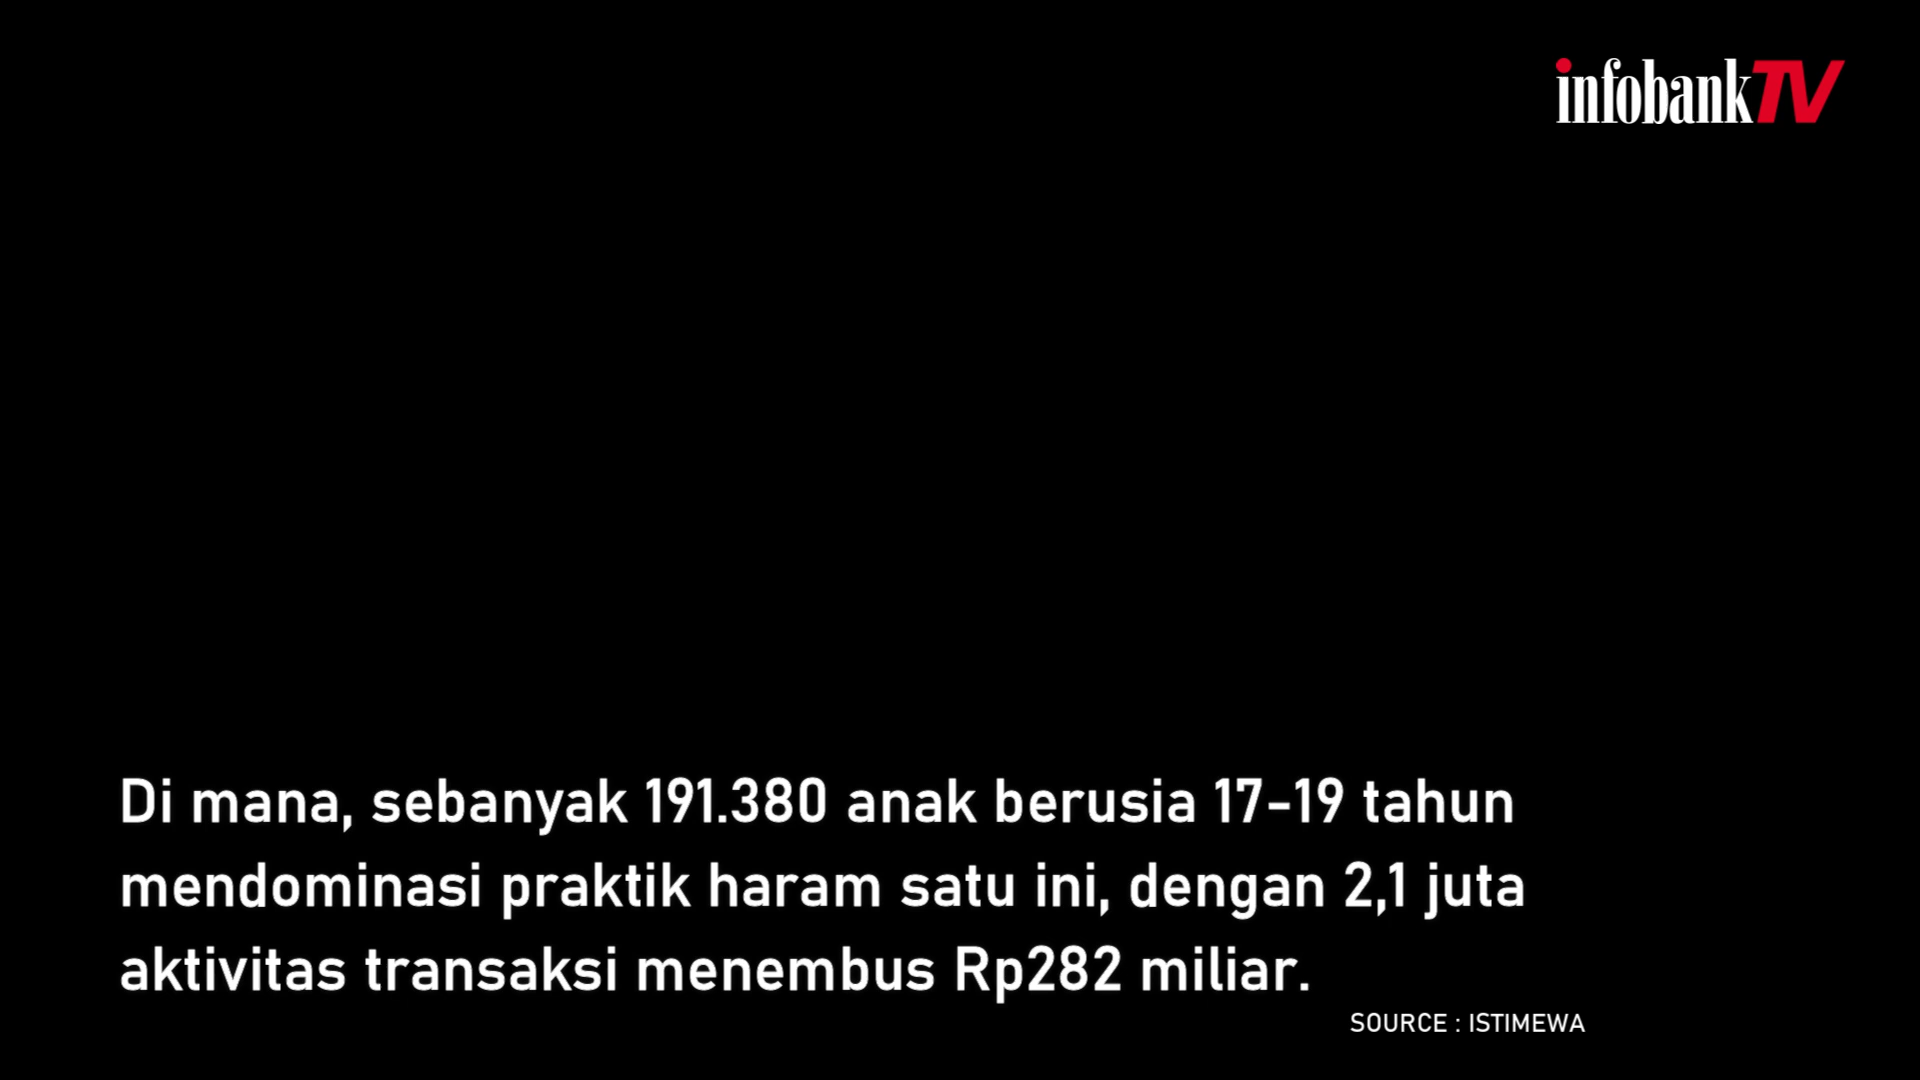 infobankTV
Di mana, sebanyak 191.380 anak berusia 17-19 tahun
mendominasi praktik haram satu ini, dengan 2,1 juta
aktivitas transaksi menembus Rp282 miliar.
SOURCE : ISTIMEWA